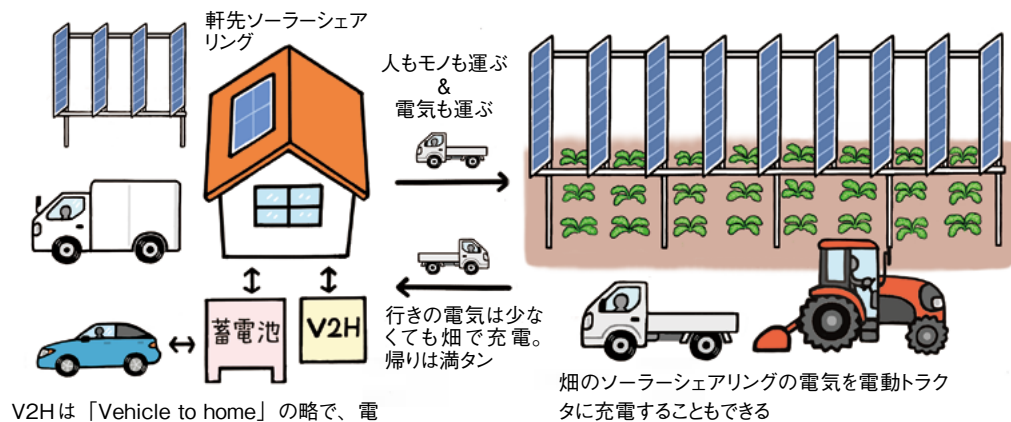 軒先ソーラーシェア
リング
人もモノも運ぶ
&
電気も運ぶ
蓄電池
V2H
行きの電気は少な
くても畑で充電。
帰りは満タン
畑のソーラーシェアリングの電気を電動トラク
タに充電することもできる
V2Hは「Vehicle to home」の略で、電